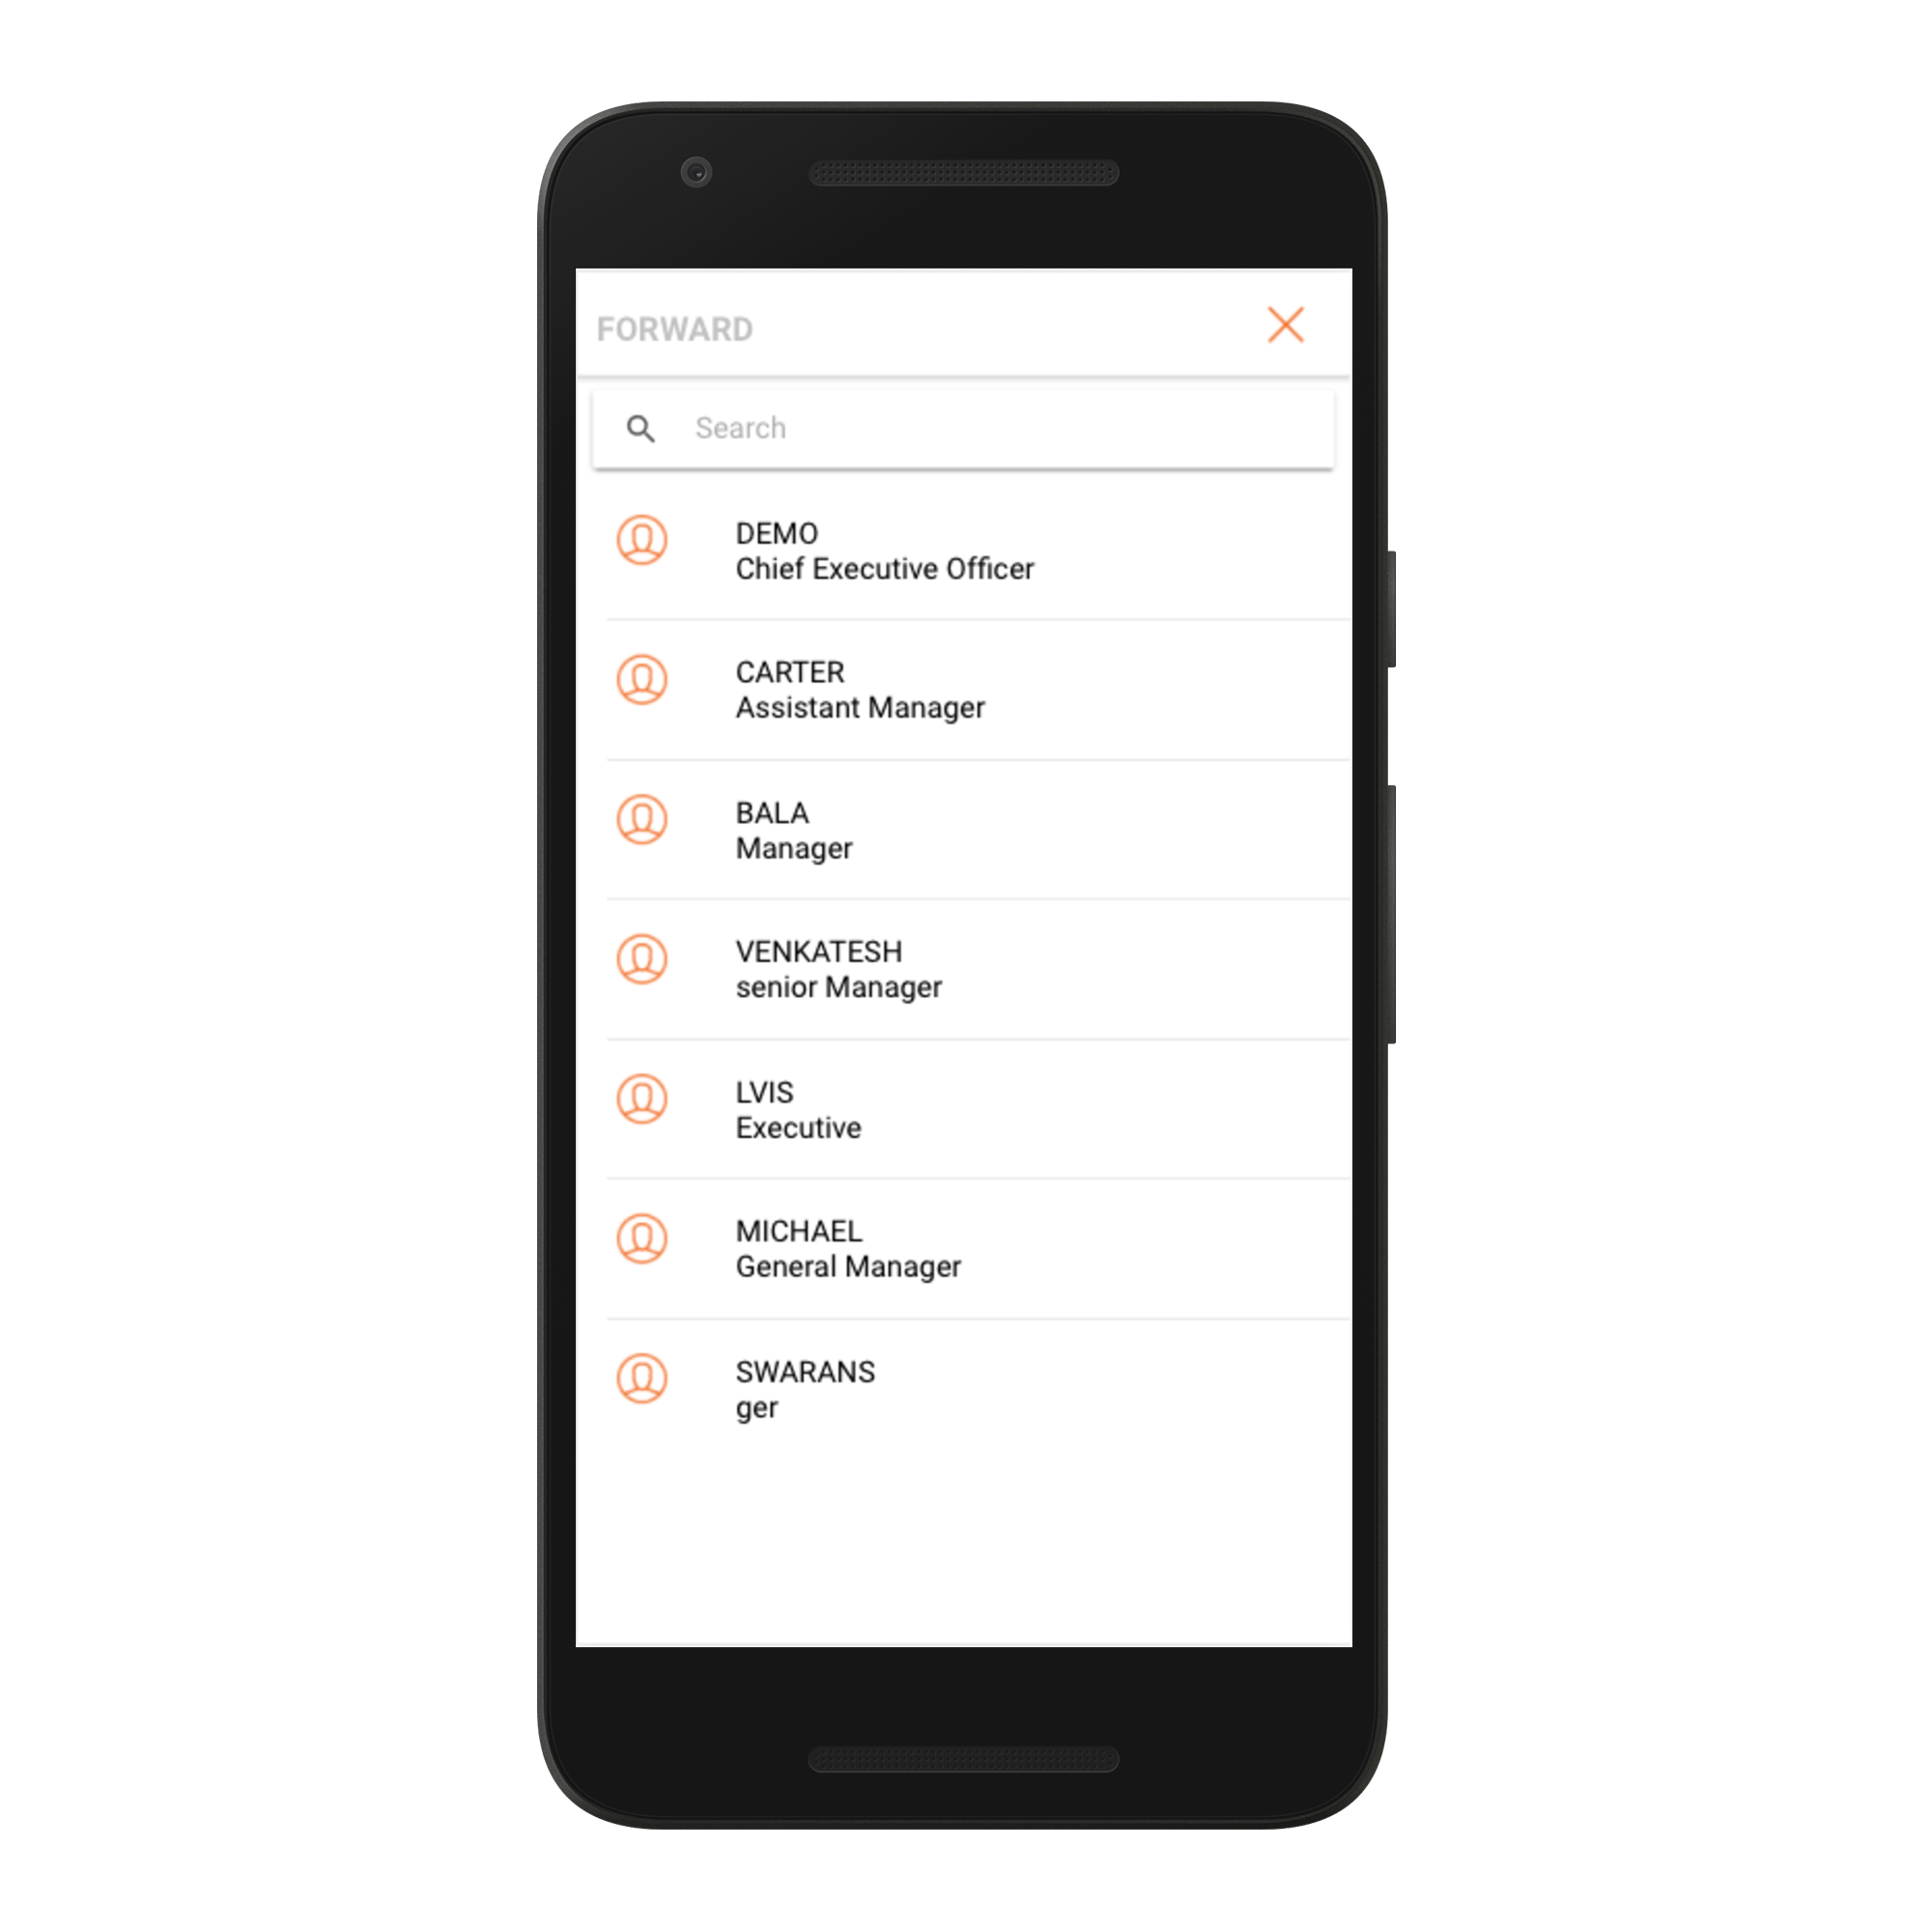 FORWARD
Search
DEMO
Chief Executive Officer
CARTER
Assistant Manager
BALA
Manager
VENKATESH
senior Manager
LVIS
Executive
MICHAEL
General Manager
SWARANS
ger